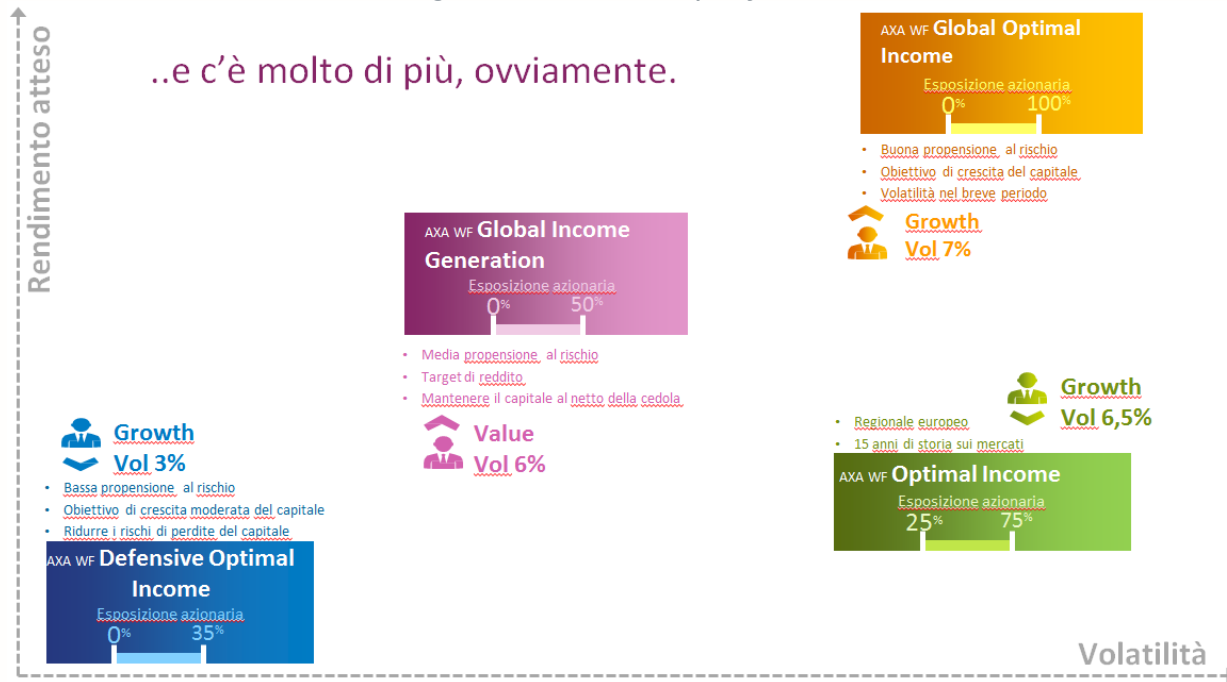 Rendimento atteso
..e c'è molto di più, ovviamente.
AXA WF Global Optimal
Income
Esposizione azionaria
0% 100%
• Buona propensione al rischio
• Obiettivo di crescita del capitale
• Volatilità nel breve periodo
Growth
Vol 7%
AXA WF Global Income
Generation
Esposizione azionaria
0% 50%
• Media propensione al rischio
• Target di reddito
• Mantenere il capitale al netto della cedola
Value
Vol 6%
Growth
Vol 6,5%
• Regionale europeo
• 15 anni di storia sui mercati
AXA WF Optimal Income
Esposizione azionaria
25% 75%
Growth
Vol 3%
• Bassa propensione al rischio
• Obiettivo di crescita moderata del capitale
• Ridurre i rischi di perdite del capitale
AXA WF Defensive Optimal
Income
Esposizione azionaria
0% 35%
Volatilità